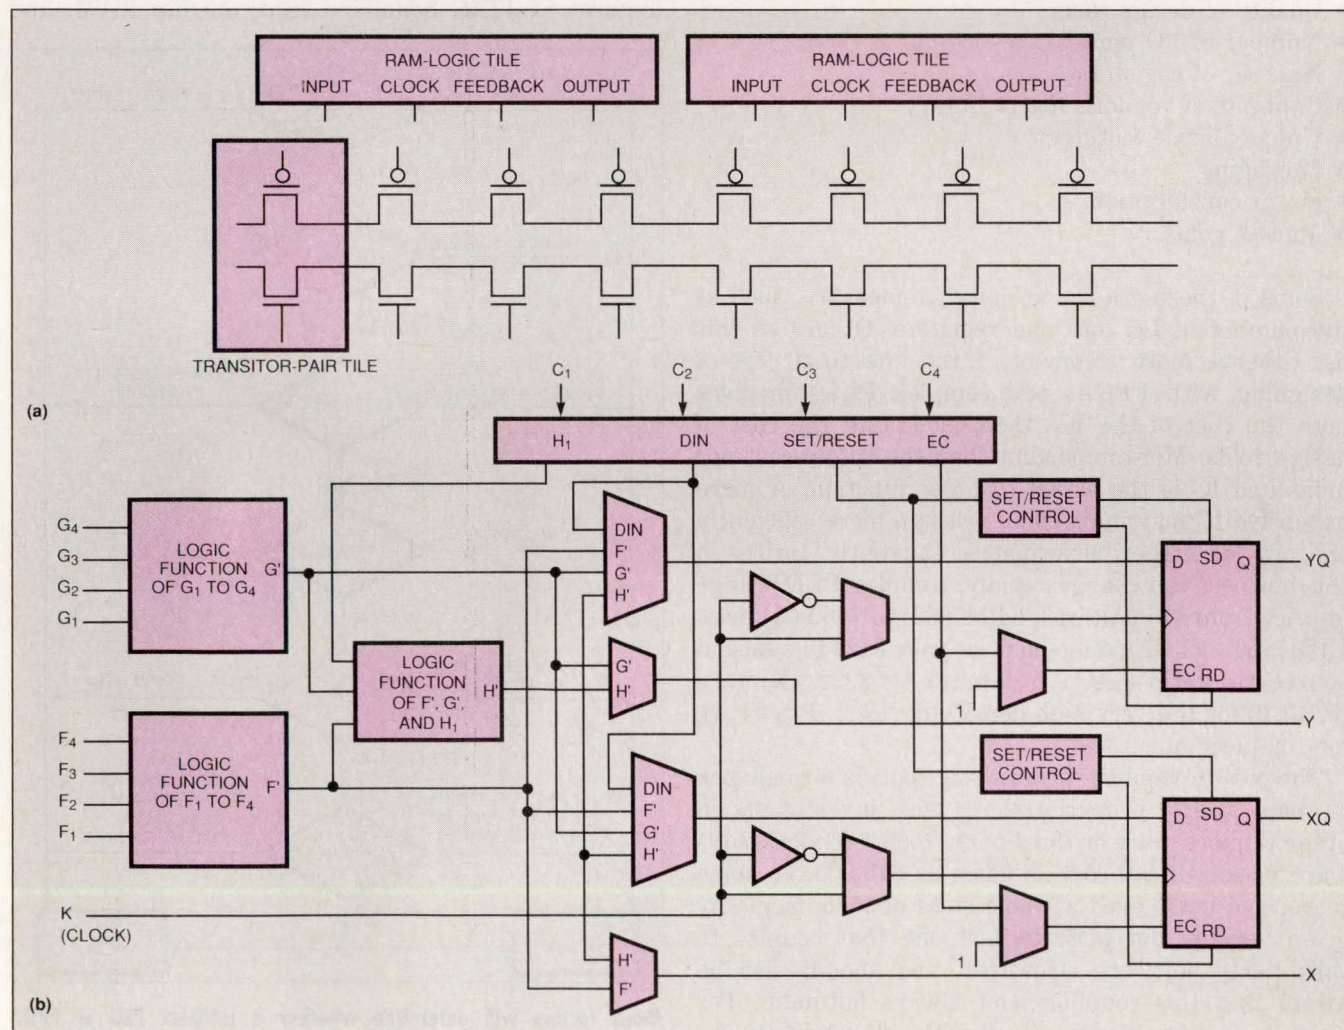 RAM-LOGIC TILE
INPUT CLOCK FEEDBACK OUTPUT
RAM-LOGIC TILE
INPUT CLOCK FEEDBACK OUTPUT
TRANSITOR-PAIR TILE
(a)
C1 C2 C3 C4
H1 DIN SET/RESET EC
G4
G3
G2
G1
LOGIC
FUNCTION
OF G1 TO G4
G'
DIN
F'
G'
H'
SET/RESET
CONTROL
D SD Q
EC RD
YQ
LOGIC
FUNCTION
OF F', G',
AND H1
H'
G'
H'
1
Y
F4
F3
F2
F1
LOGIC
FUNCTION
OF F1 TO F4
F'
DIN
F'
G'
H'
SET/RESET
CONTROL
D SD Q
EC RD
XQ
K
(CLOCK)
H'
F'
1
X
(b)